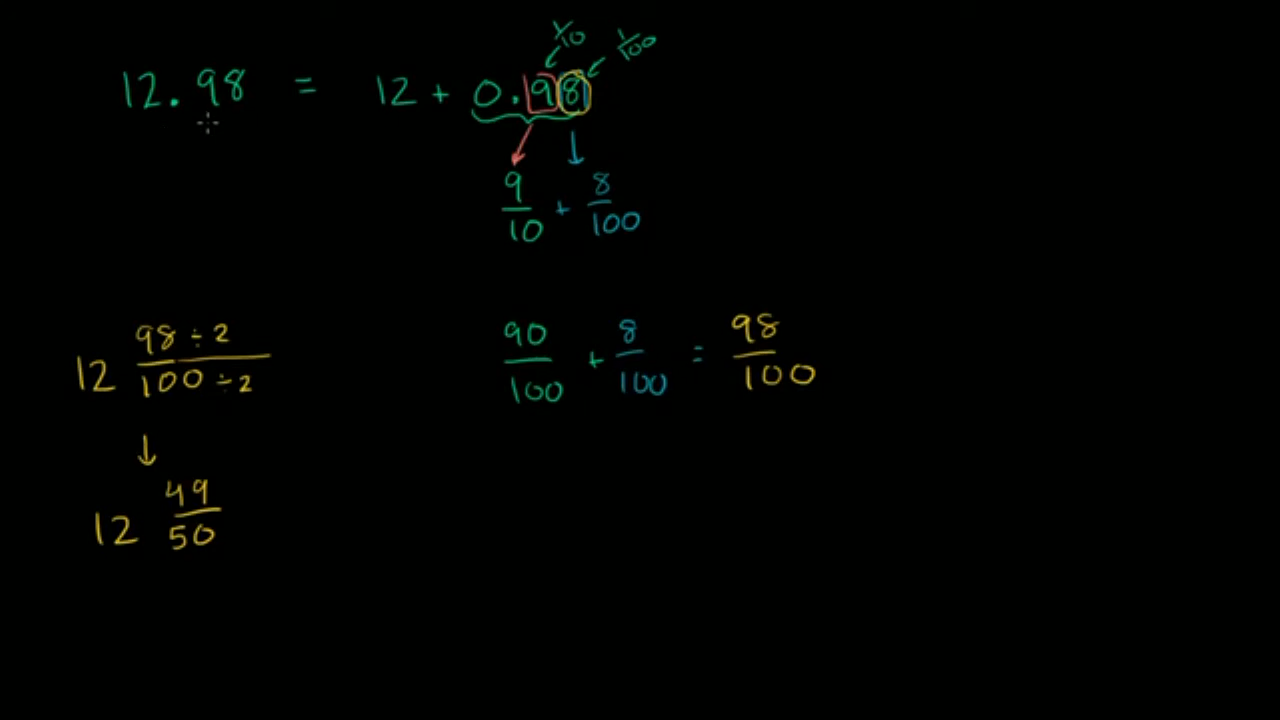 1/10 1/100
12.98 = 12 + 0.98
9/10 + 8/100
12 98÷2/100÷2
90/100 + 8/100 = 98/100
↓
12 49/50